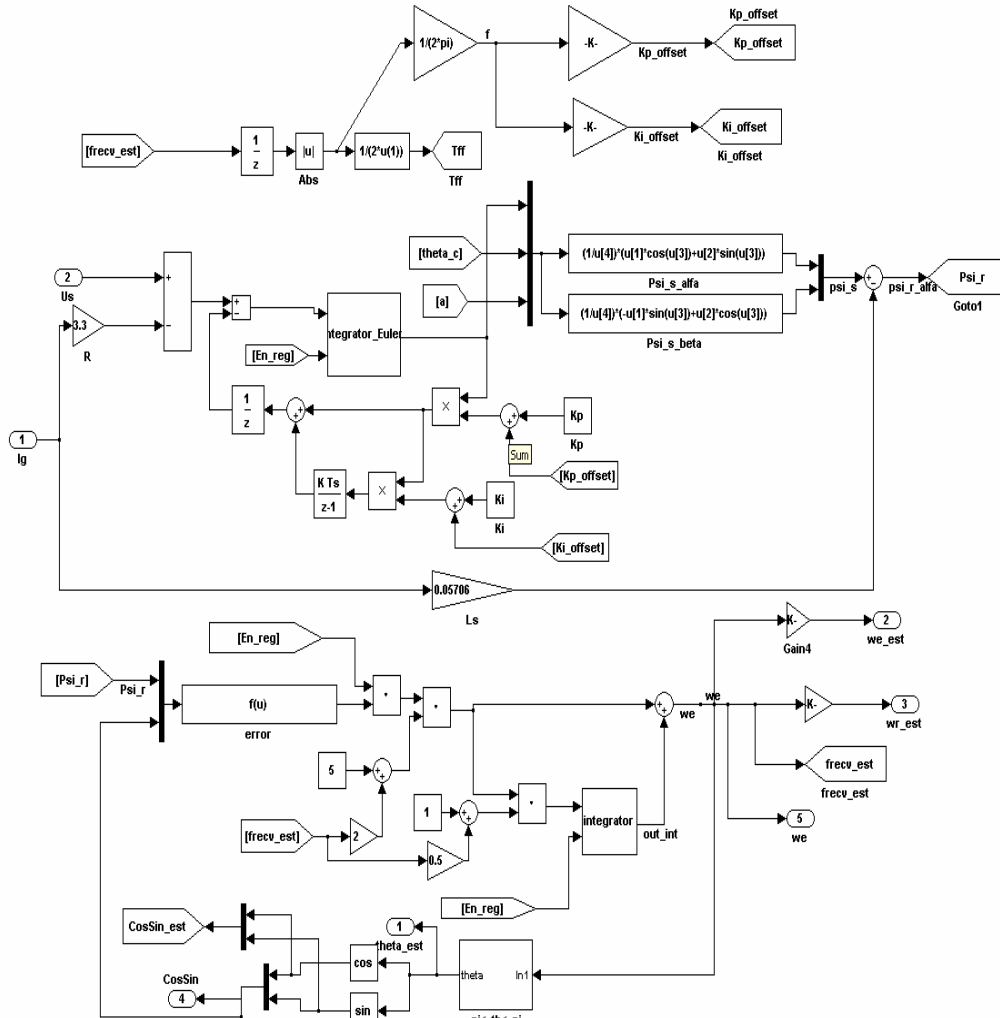 Kp_offset
1/(2*pi)
f
-K-
Kp_offset
Kp_offset
-K-
Ki_offset
Ki_offset
Ki_offset
[frecv_est]
1
z
|u|
Abs
1/(2*u(1))
Tff
Tff
[theta_c]
[a]
(1/u[4])*(u[1]*cos(u[3])+u[2]*sin(u[3]))
Psi_s_alfa
(1/u[4])*(-u[1]*sin(u[3])+u[2]*cos(u[3]))
Psi_s_beta
psi_s
psi_r_alfa
Psi_r
Goto1
2
Us
3.3
R
+
−
+
−
ntegrator_Euler
[En_reg]
1
z
++
X
++
Kp
Kp
Sum
[Kp_offset]
1
Ig
K Ts
z-1
X
++
Ki
Ki
[Ki_offset]
0.05706
Ls
[En_reg]
K-
Gain4
2
we_est
[Psi_r]
Psi_r
f(u)
error
++
we
we
K-
3
wr_est
frecv_est
frecv_est
5
++
1
++
integrator
out_int
5
we
[frecv_est]
2
0.5
[En_reg]
CosSin_est
1
theta_est
cos
theta
In1
CosSin
4
sin